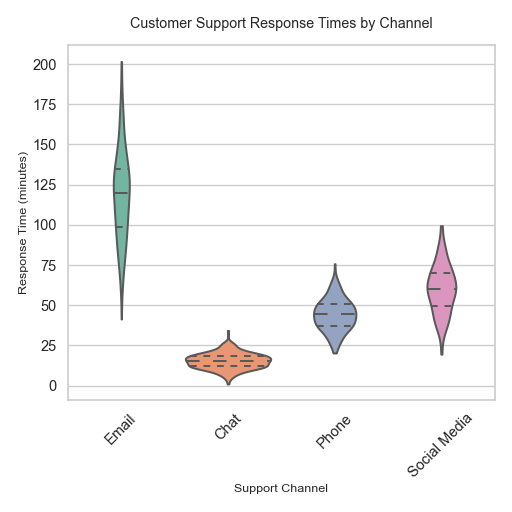 Customer Support Response Times by Channel
Response Time (minutes)
200
175
150
125
100
75
50
25
0
Email
Chat
Phone
Social Media
Support Channel